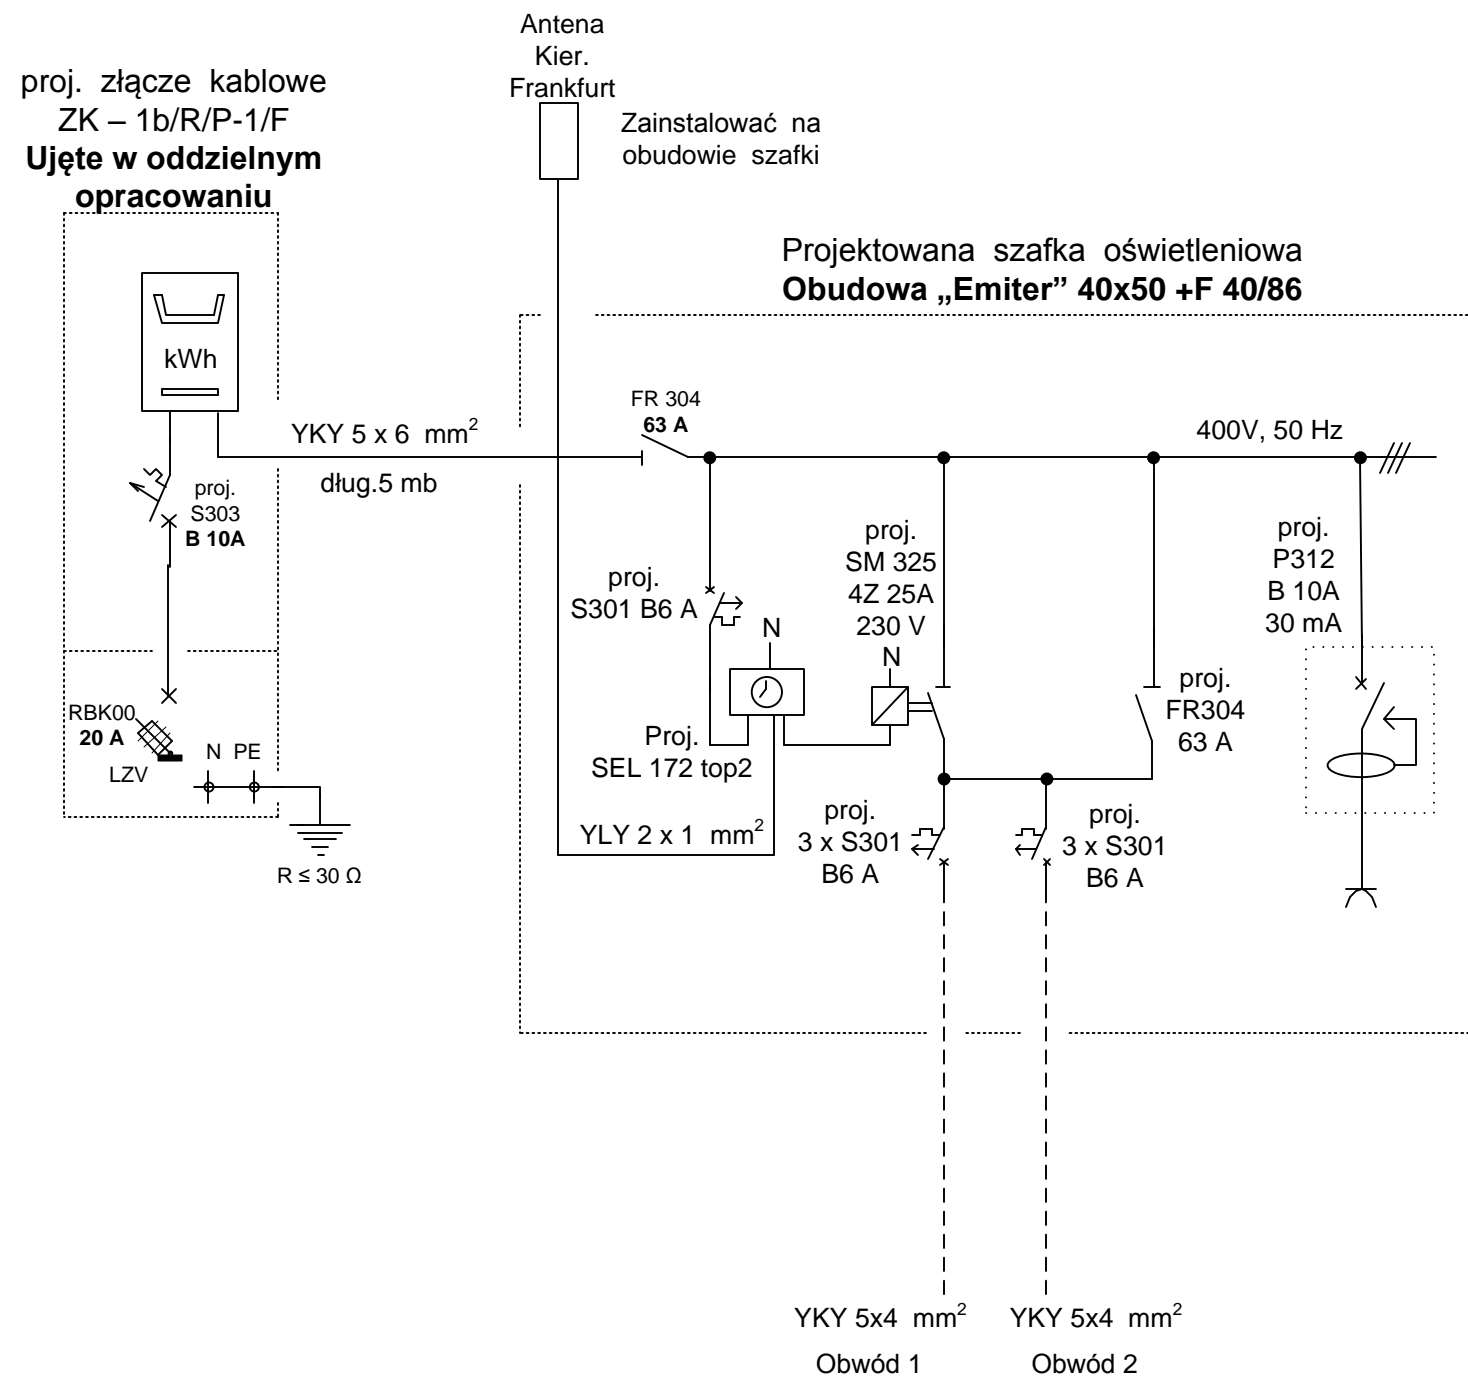 Antena
Kier.
Frankfurt
Zainstalować na
obudowie szafki
proj. złącze kablowe
ZK – 1b/R/P-1/F
Ujęte w oddzielnym
opracowaniu
Projektowana szafka oświetleniowa
Obudowa „Emiter” 40x50 +F 40/86
kWh
YKY 5 x 6 mm²
dług.5 mb
FR 304
63 A
400V, 50 Hz
proj.
S303
B 10A
proj.
S301 B6 A
N
proj.
SM 325
4Z 25A
230 V
N
proj.
P312
B 10A
30 mA
proj.
FR304
63 A
RBK00
20 A
LZV
N PE
R ≤ 30 Ω
Proj.
SEL 172 top2
YLY 2 x 1 mm²
proj.
3 x S301
B6 A
proj.
3 x S301
B6 A
YKY 5x4 mm²
Obwód 1
YKY 5x4 mm²
Obwód 2